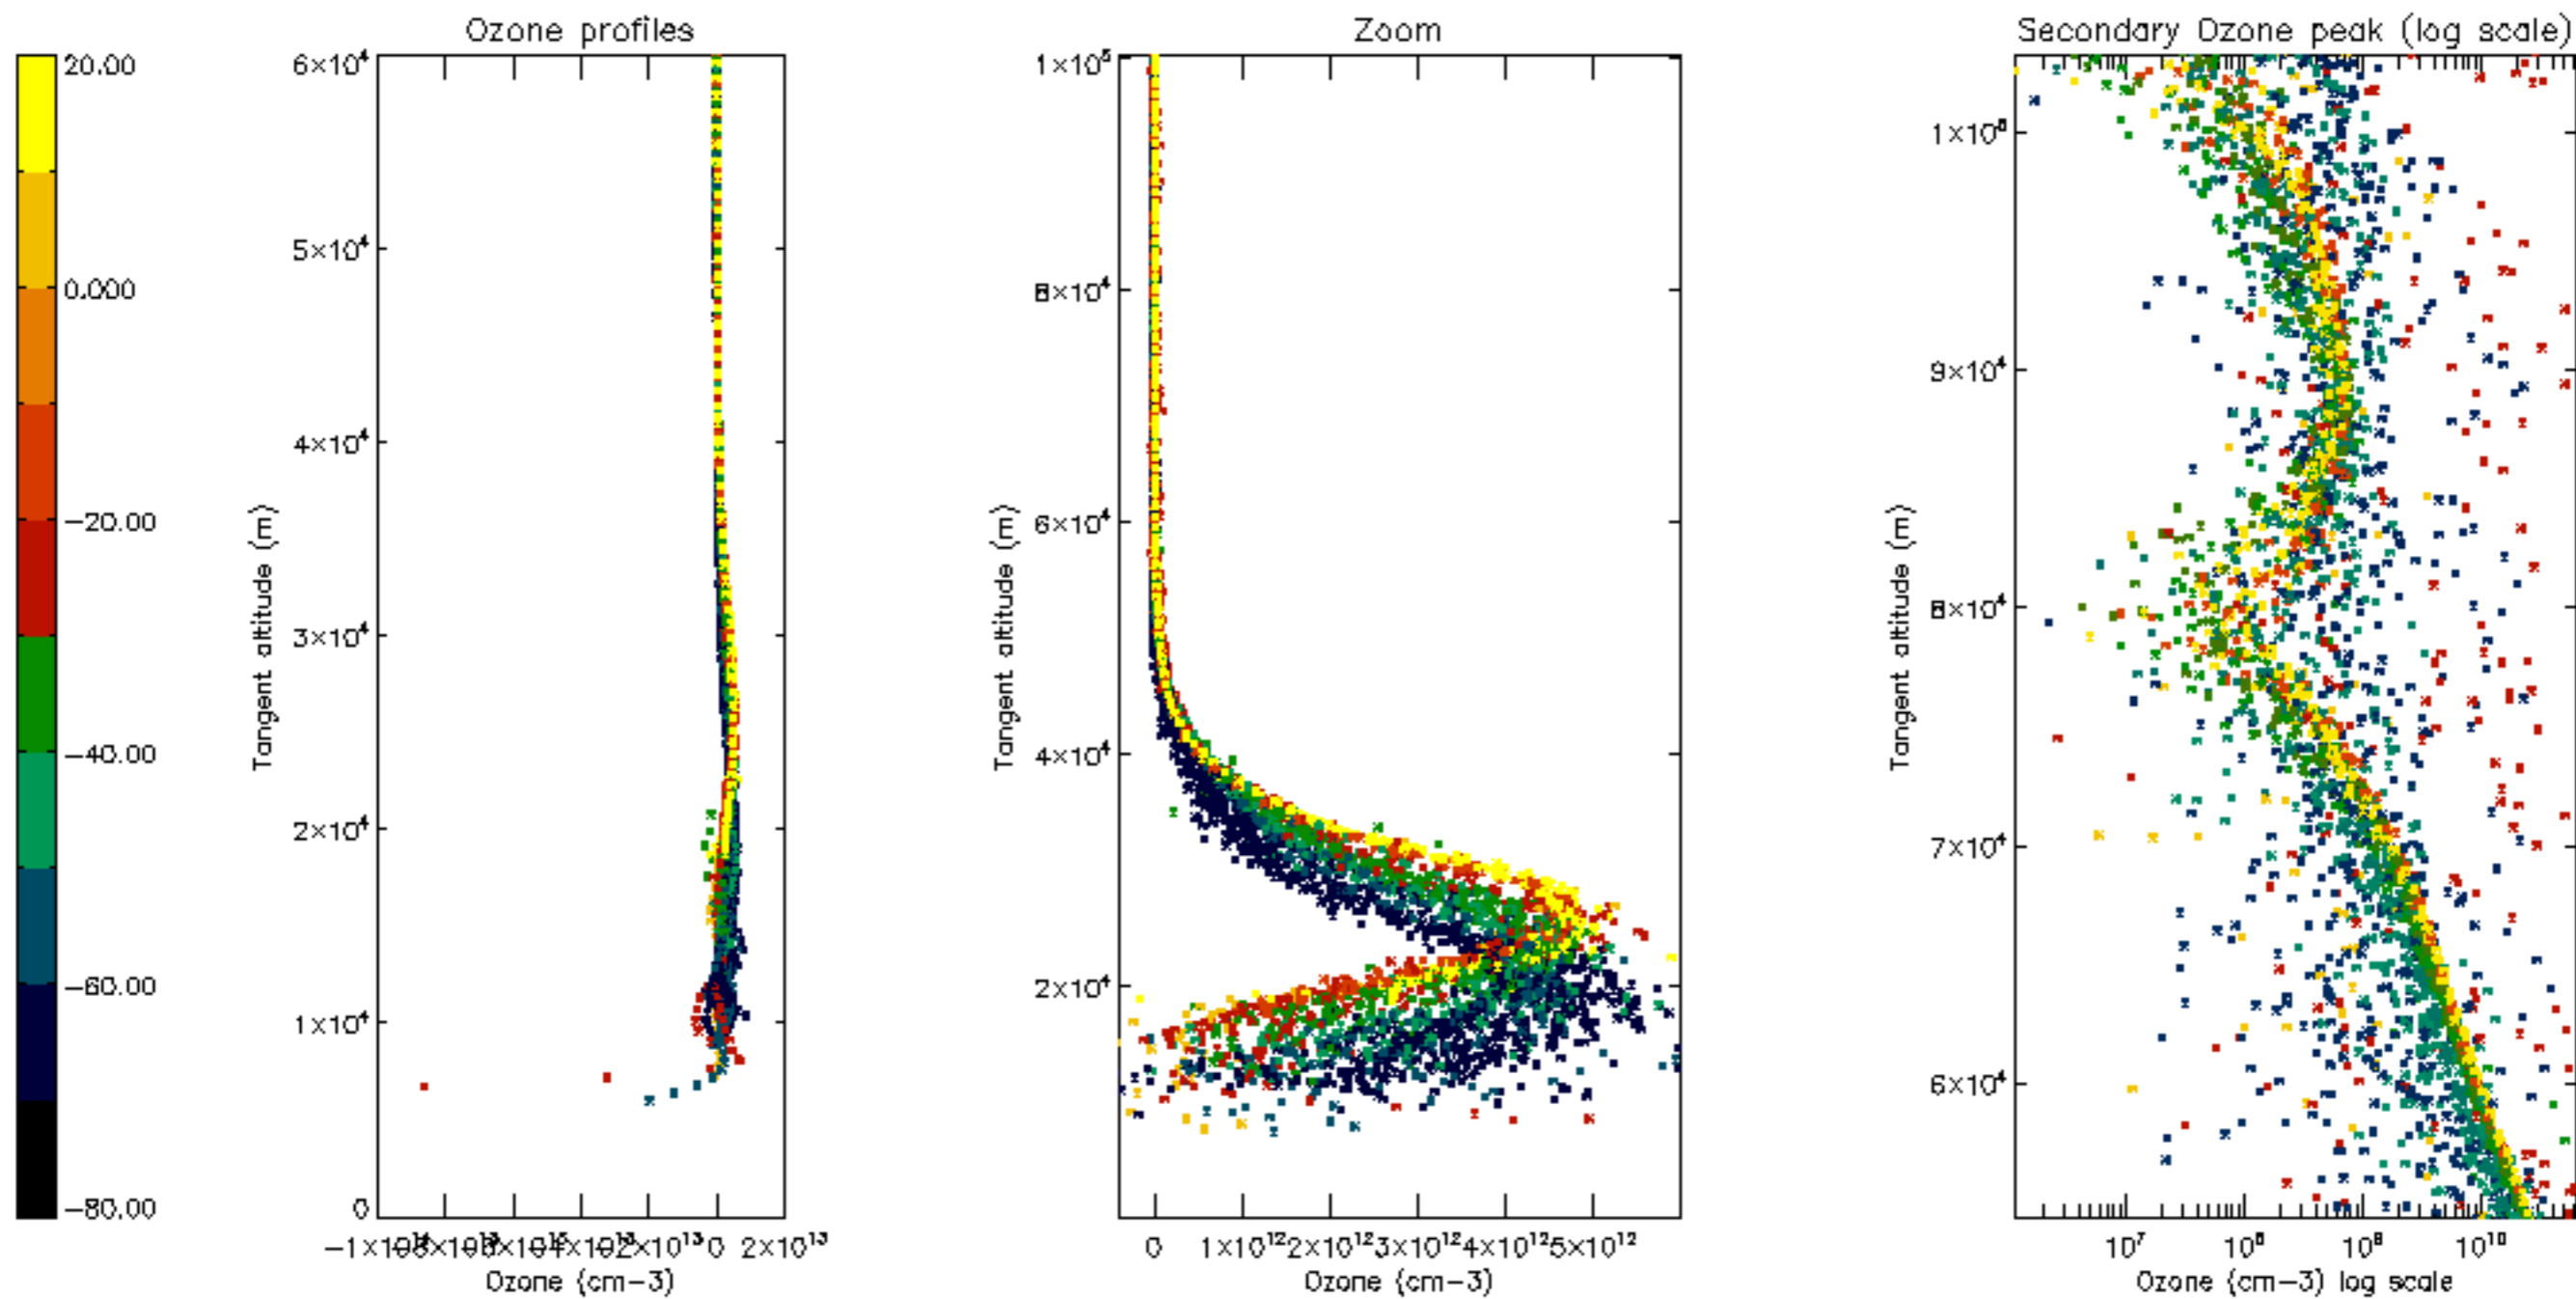 Ozone profiles
Zoom
Secondary Ozone peak (log scale)
20.00
0.000
−20.00
−40.00
−60.00
−80.00
6×10⁴
5×10⁴
4×10⁴
3×10⁴
2×10⁴
1×10⁴
0
Tangent altitude (m)
2×10¹³
0
Ozone (cm−3)
1×10⁵
8×10⁴
6×10⁴
4×10⁴
2×10⁴
Tangent altitude (m)
0 1×10¹² 2×10¹² 3×10¹² 4×10¹² 5×10¹²
Ozone (cm−3)
9×10⁴
8×10⁴
7×10⁴
6×10⁴
Tangent altitude (m)
10⁷ 10⁸ 10⁹ 10¹⁰
Ozone (cm−3) log scale